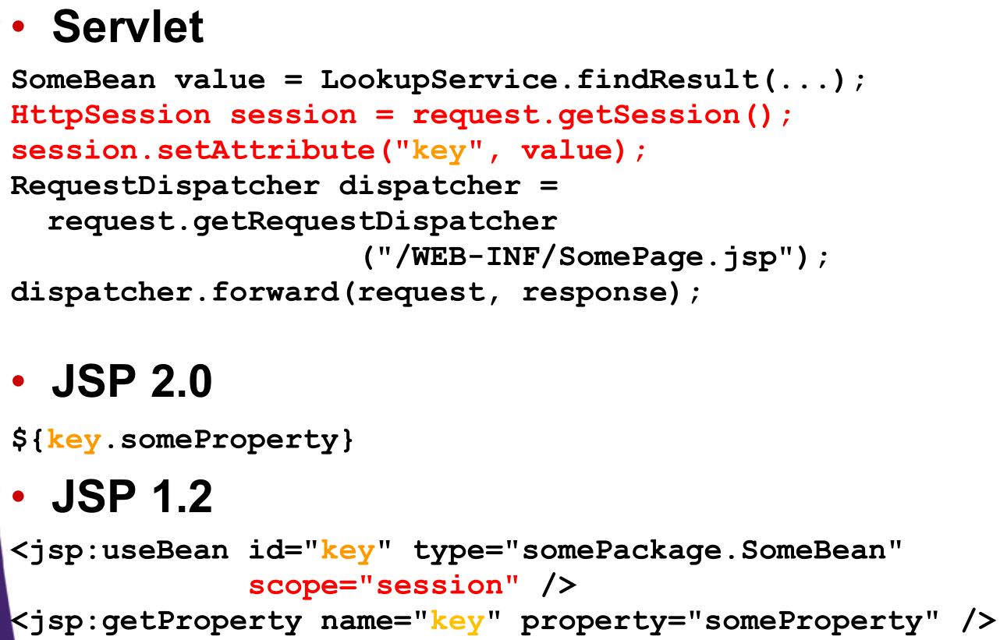 • Servlet
SomeBean value = LookupService.findResult(...);
HttpSession session = request.getSession();
session.setAttribute("key", value);
RequestDispatcher dispatcher =
  request.getRequestDispatcher
                   ("/WEB-INF/SomePage.jsp");
dispatcher.forward(request, response);
• JSP 2.0
${key.someProperty}
• JSP 1.2
<jsp:useBean id="key" type="somePackage.SomeBean"
             scope="session" />
<jsp:getProperty name="key" property="someProperty" />